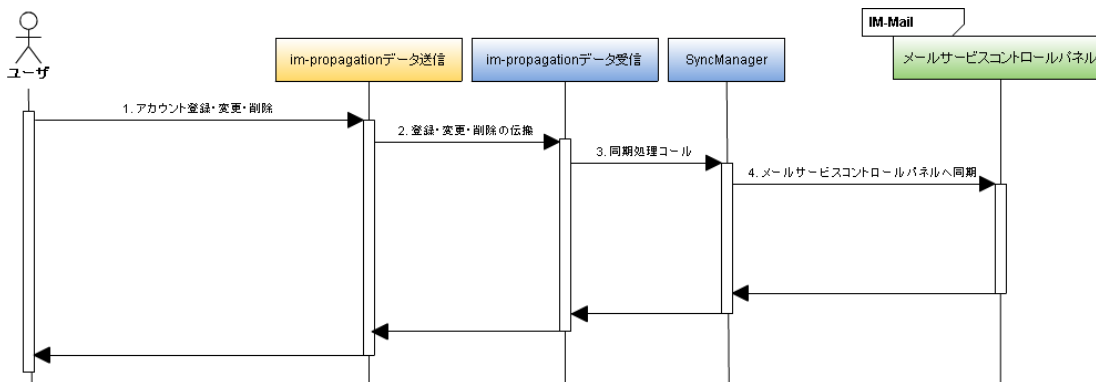 IM-Mail
ユーザ
im-propagationデータ送信
im-propagationデータ受信
SyncManager
メールサービスコントロールパネル
1.アカウント登録・変更・削除
2.登録・変更・削除の伝搬
3.同期処理コール
4.メールサービスコントロールパネルへ同期